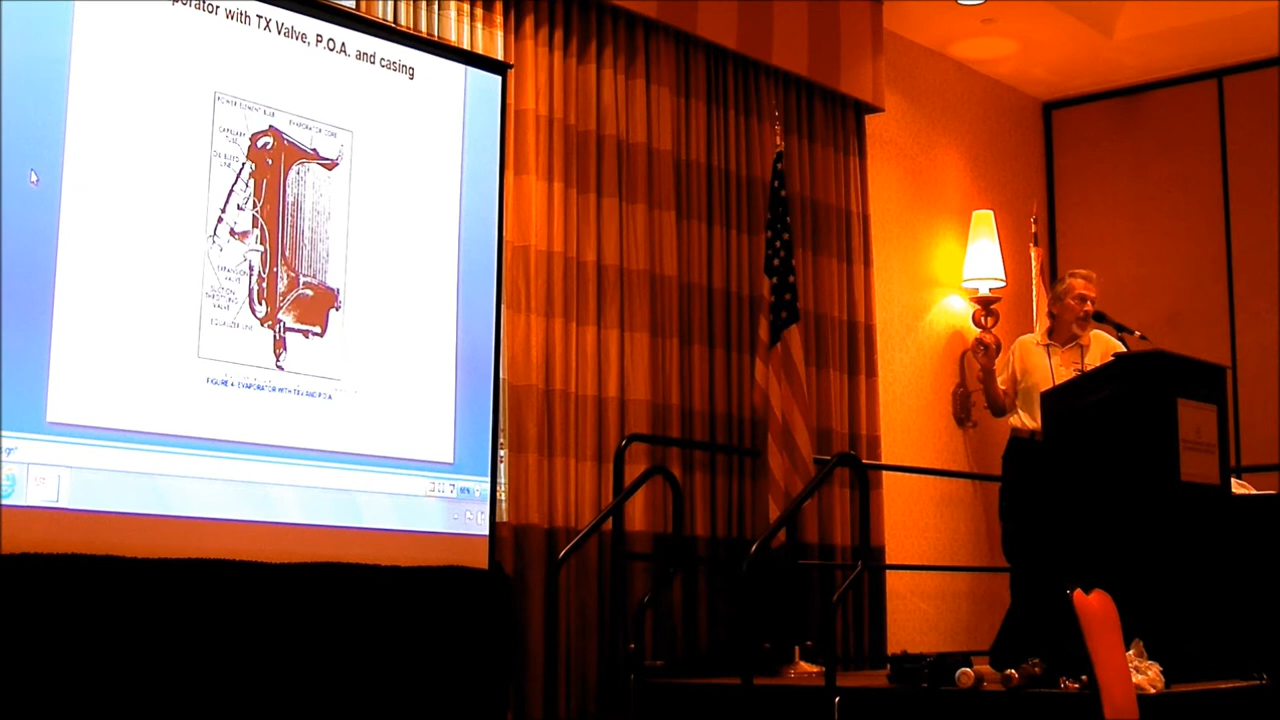 porator with TX Valve, P.O.A. and casing
POWER ELEMENT BULB
EVAPORATOR CORE
CAPILLARY
TUBE
OIL BLEED
LINE
EXPANSION
VALVE
SUCTION
THROTTLING
VALVE
EQUALIZER LINE
FIGURE 4: EVAPORATOR WITH TXV AND P.O.A.